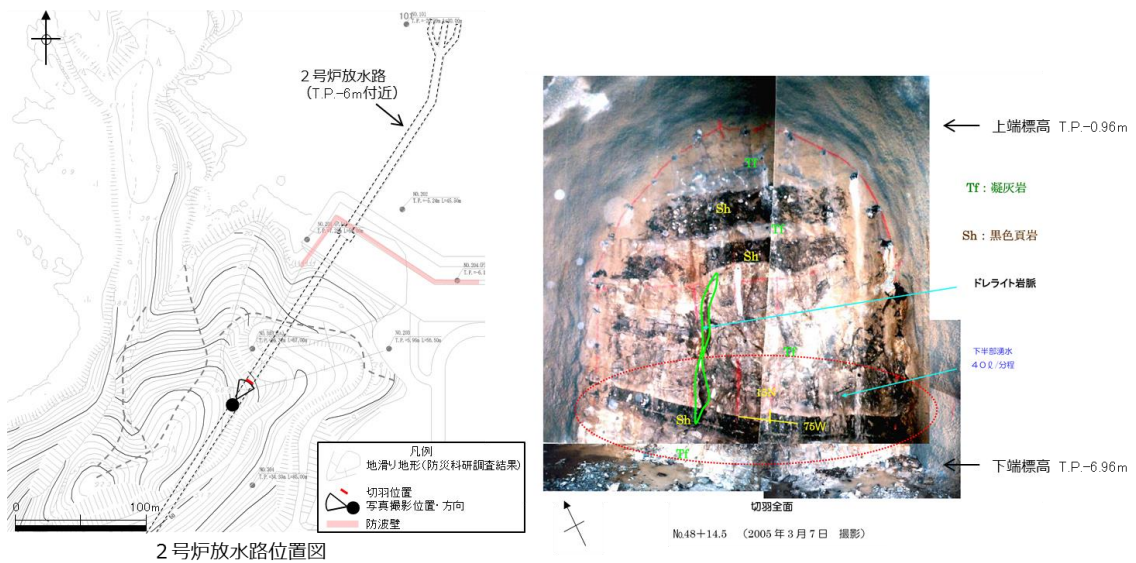 101
2号炉放水路
(T.P.-6m付近)
NO.202
凡例
地滑り地形(防災科研調査結果)
切羽位置
写真撮影位置・方向
防波壁
0
100m
2号炉放水路位置図
上端標高 T.P.-0.96m
Tf:凝灰岩
Sh:黒色頁岩
ドレライト岩脈
下半部湧水
40ℓ/分程
下端標高 T.P.-6.96m
Tf
Sh
Tf
Sh
Tf
15N
75W
Sh
Tf
切羽全面
No.48+14.5 (2005年3月7日 撮影)